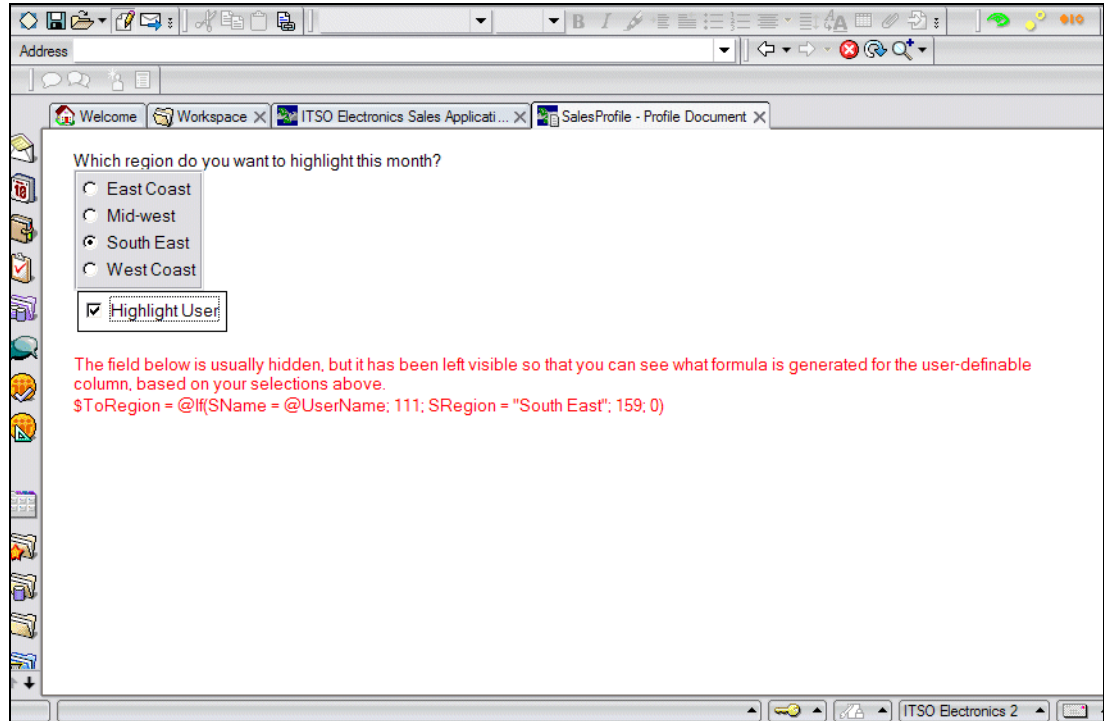 B I A
910
Address
Welcome Workspace ITSO Electronics Sales Applicati... SalesProfile - Profile Document
18
Which region do you want to highlight this month?
East Coast
Mid-west
South East
West Coast
Highlight User
The field below is usually hidden, but it has been left visible so that you can see what formula is generated for the user-definable
column, based on your selections above.
$ToRegion = @If(SName = @UserName; 111; SRegion = "South East"; 159; 0)
ITSO Electronics 2